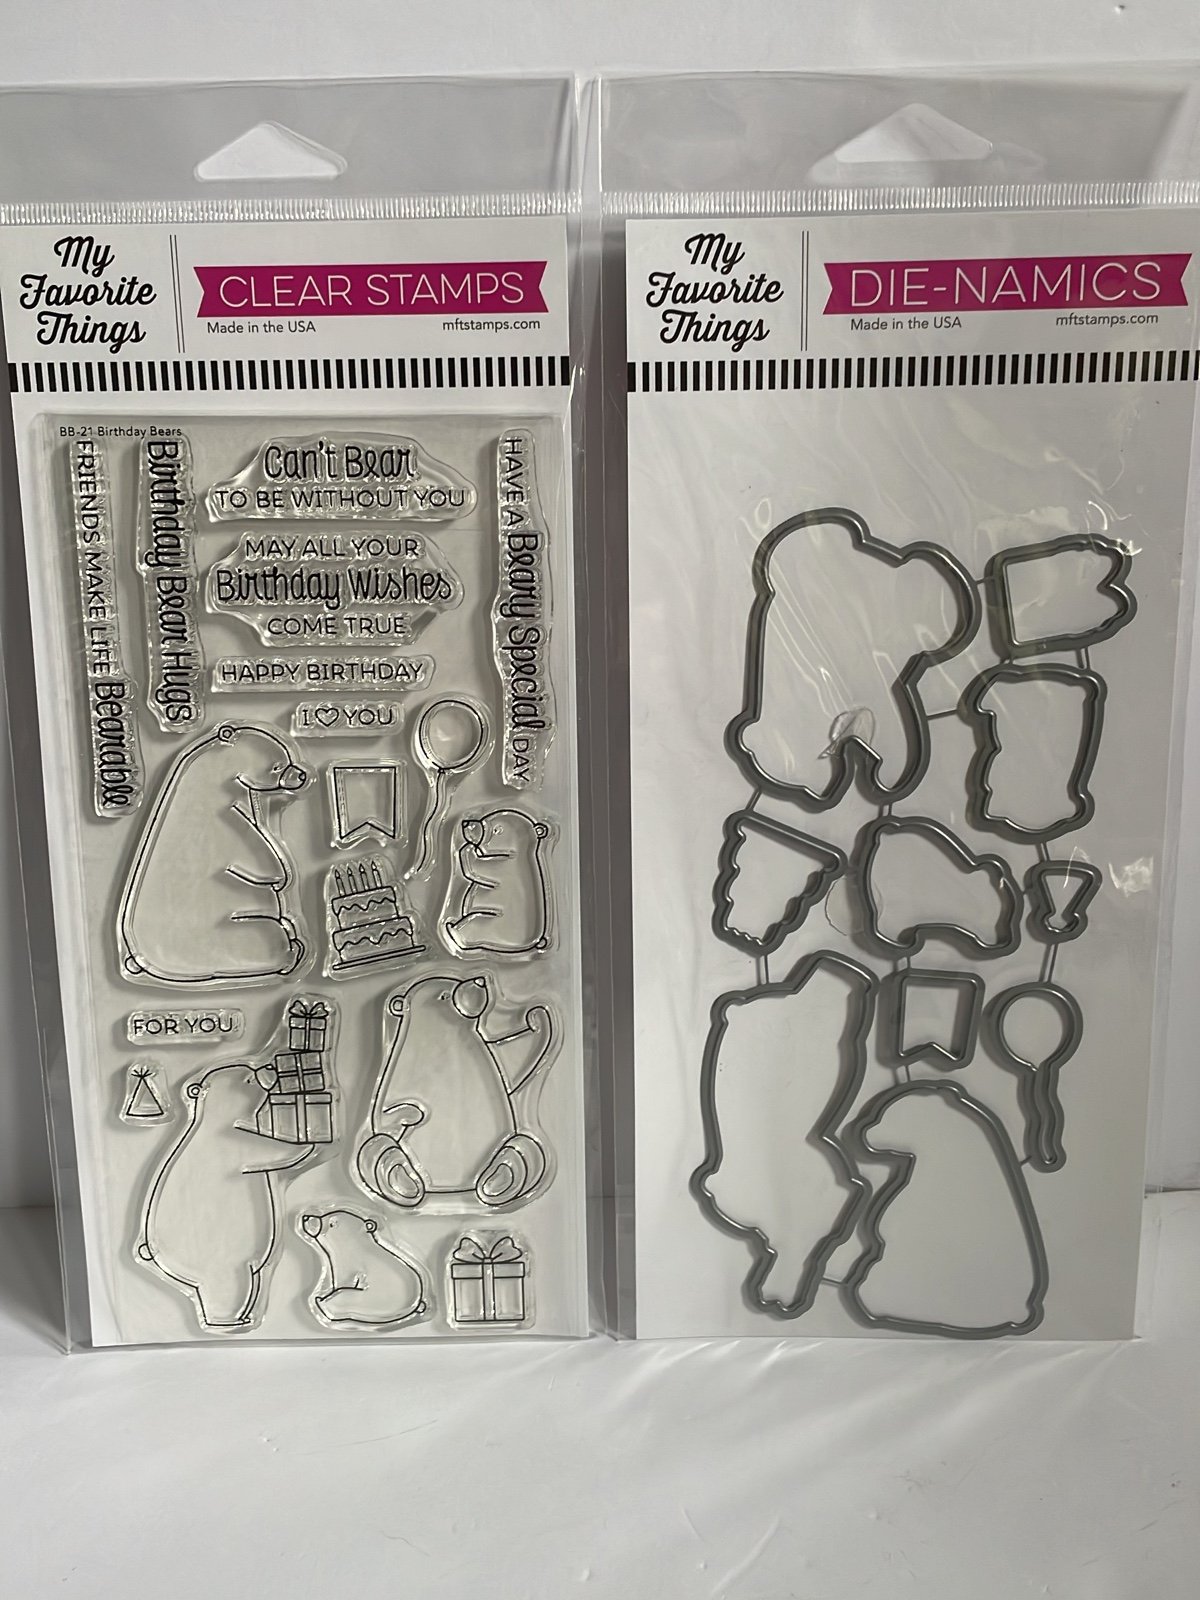 My
Favorite
Things
CLEAR STAMPS
Made in the USA
mftstamps.com
BB-21 Birthday Bears
FRIENDS MAKE LIFE Bearable
Birthday Bear Hugs
Can't Bear
TO BE WITHOUT YOU
MAY ALL YOUR
Birthday Wishes
COME TRUE
HAPPY BIRTHDAY
I ♡ YOU
HAVE A Beary Special DAY
FOR YOU
My
Favorite
Things
DIE-NAMICS
Made in the USA
mftstamps.com